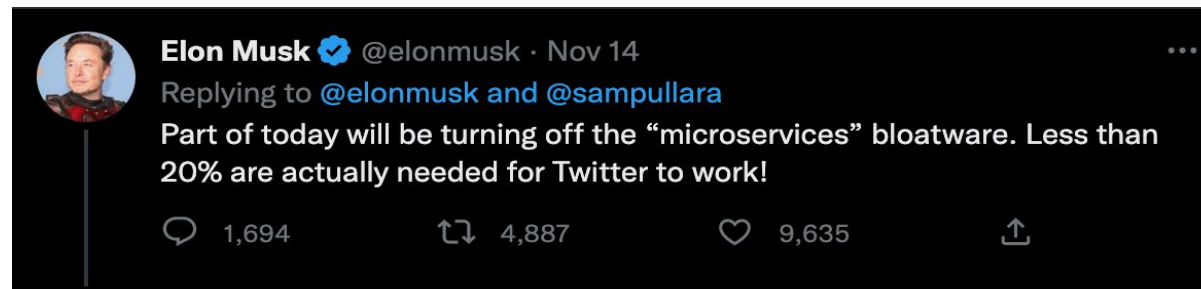 Elon Musk @elonmusk · Nov 14
Replying to @elonmusk and @sampullara
Part of today will be turning off the “microservices” bloatware. Less than
20% are actually needed for Twitter to work!
1,694 4,887 9,635